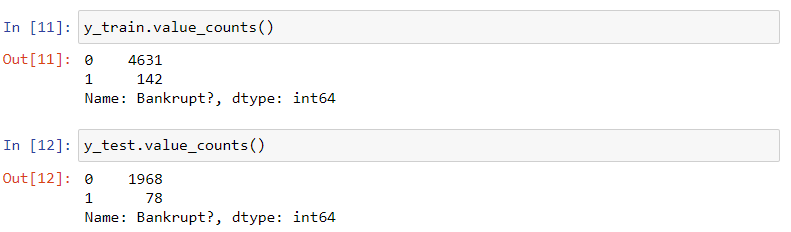 In [11]: y_train.value_counts()
Out[11]: 0    4631
1     142
Name: Bankrupt?, dtype: int64
In [12]: y_test.value_counts()
Out[12]: 0    1968
1      78
Name: Bankrupt?, dtype: int64